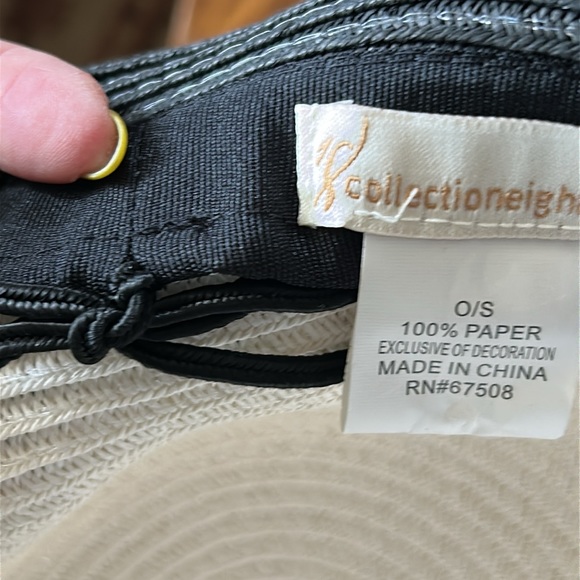 collectioneigh
O/S
100% PAPER
EXCLUSIVE OF DECORATION
MADE IN CHINA
RN#67508